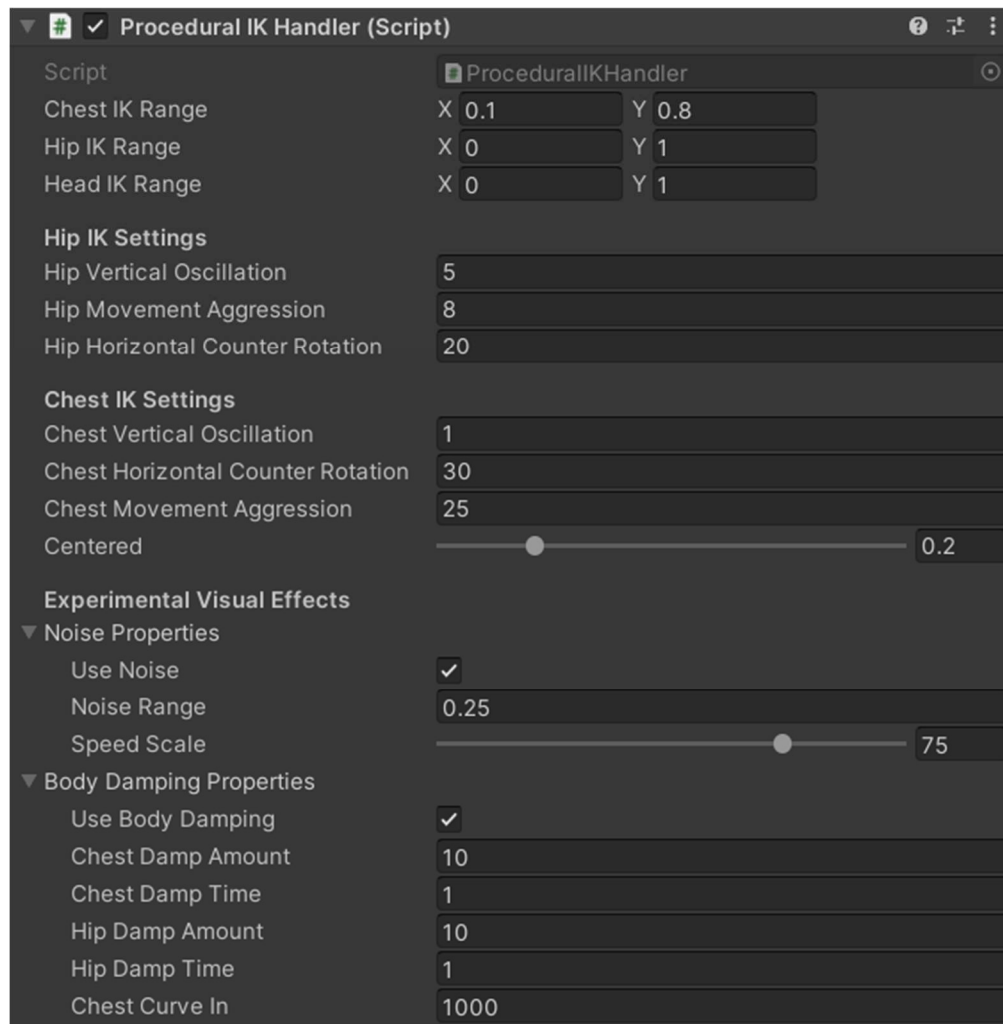 Procedural IK Handler (Script)
Script ProceduralIKHandler
Chest IK Range X 0.1 Y 0.8
Hip IK Range X 0 Y 1
Head IK Range X 0 Y 1
Hip IK Settings
Hip Vertical Oscillation 5
Hip Movement Aggression 8
Hip Horizontal Counter Rotation 20
Chest IK Settings
Chest Vertical Oscillation 1
Chest Horizontal Counter Rotation 30
Chest Movement Aggression 25
Centered 0.2
Experimental Visual Effects
Noise Properties
Use Noise
Noise Range 0.25
Speed Scale 75
Body Damping Properties
Use Body Damping
Chest Damp Amount 10
Chest Damp Time 1
Hip Damp Amount 10
Hip Damp Time 1
Chest Curve In 1000